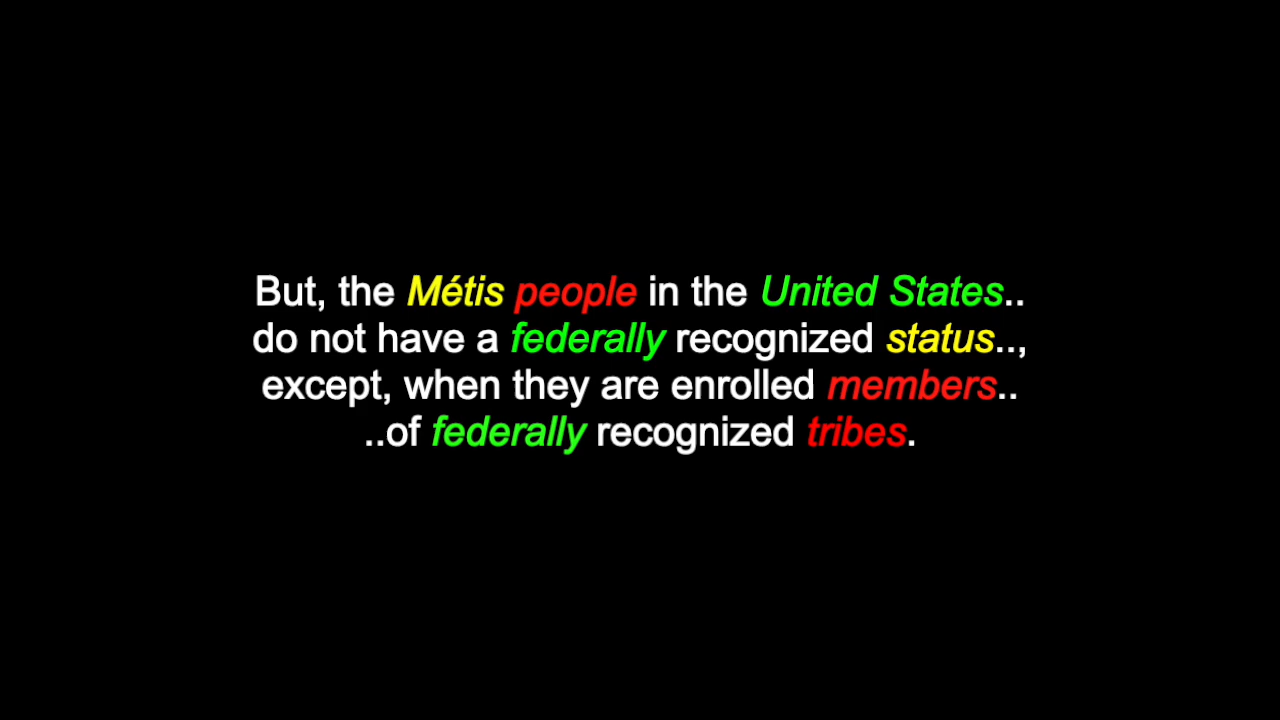 But, the Métis people in the United States..
do not have a federally recognized status..,
except, when they are enrolled members..
..of federally recognized tribes.